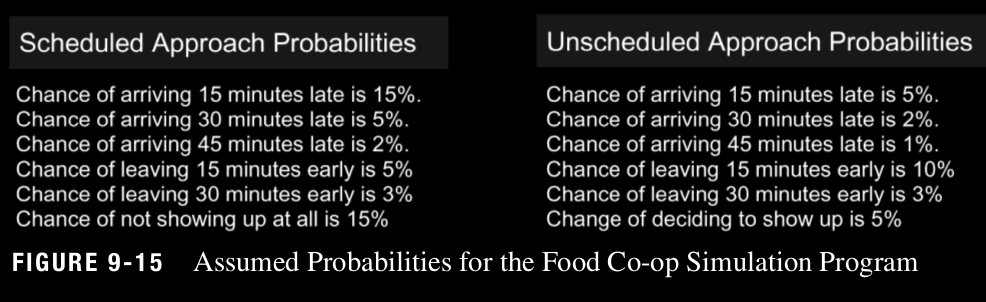 Scheduled Approach Probabilities
Chance of arriving 15 minutes late is 15%.
Chance of arriving 30 minutes late is 5%.
Chance of arriving 45 minutes late is 2%.
Chance of leaving 15 minutes early is 5%
Chance of leaving 30 minutes early is 3%
Chance of not showing up at all is 15%
Unscheduled Approach Probabilities
Chance of arriving 15 minutes late is 5%.
Chance of arriving 30 minutes late is 2%.
Chance of arriving 45 minutes late is 1%.
Chance of leaving 15 minutes early is 10%
Chance of leaving 30 minutes early is 3%
Change of deciding to show up is 5%
FIGURE 9-15 Assumed Probabilities for the Food Co-op Simulation Program